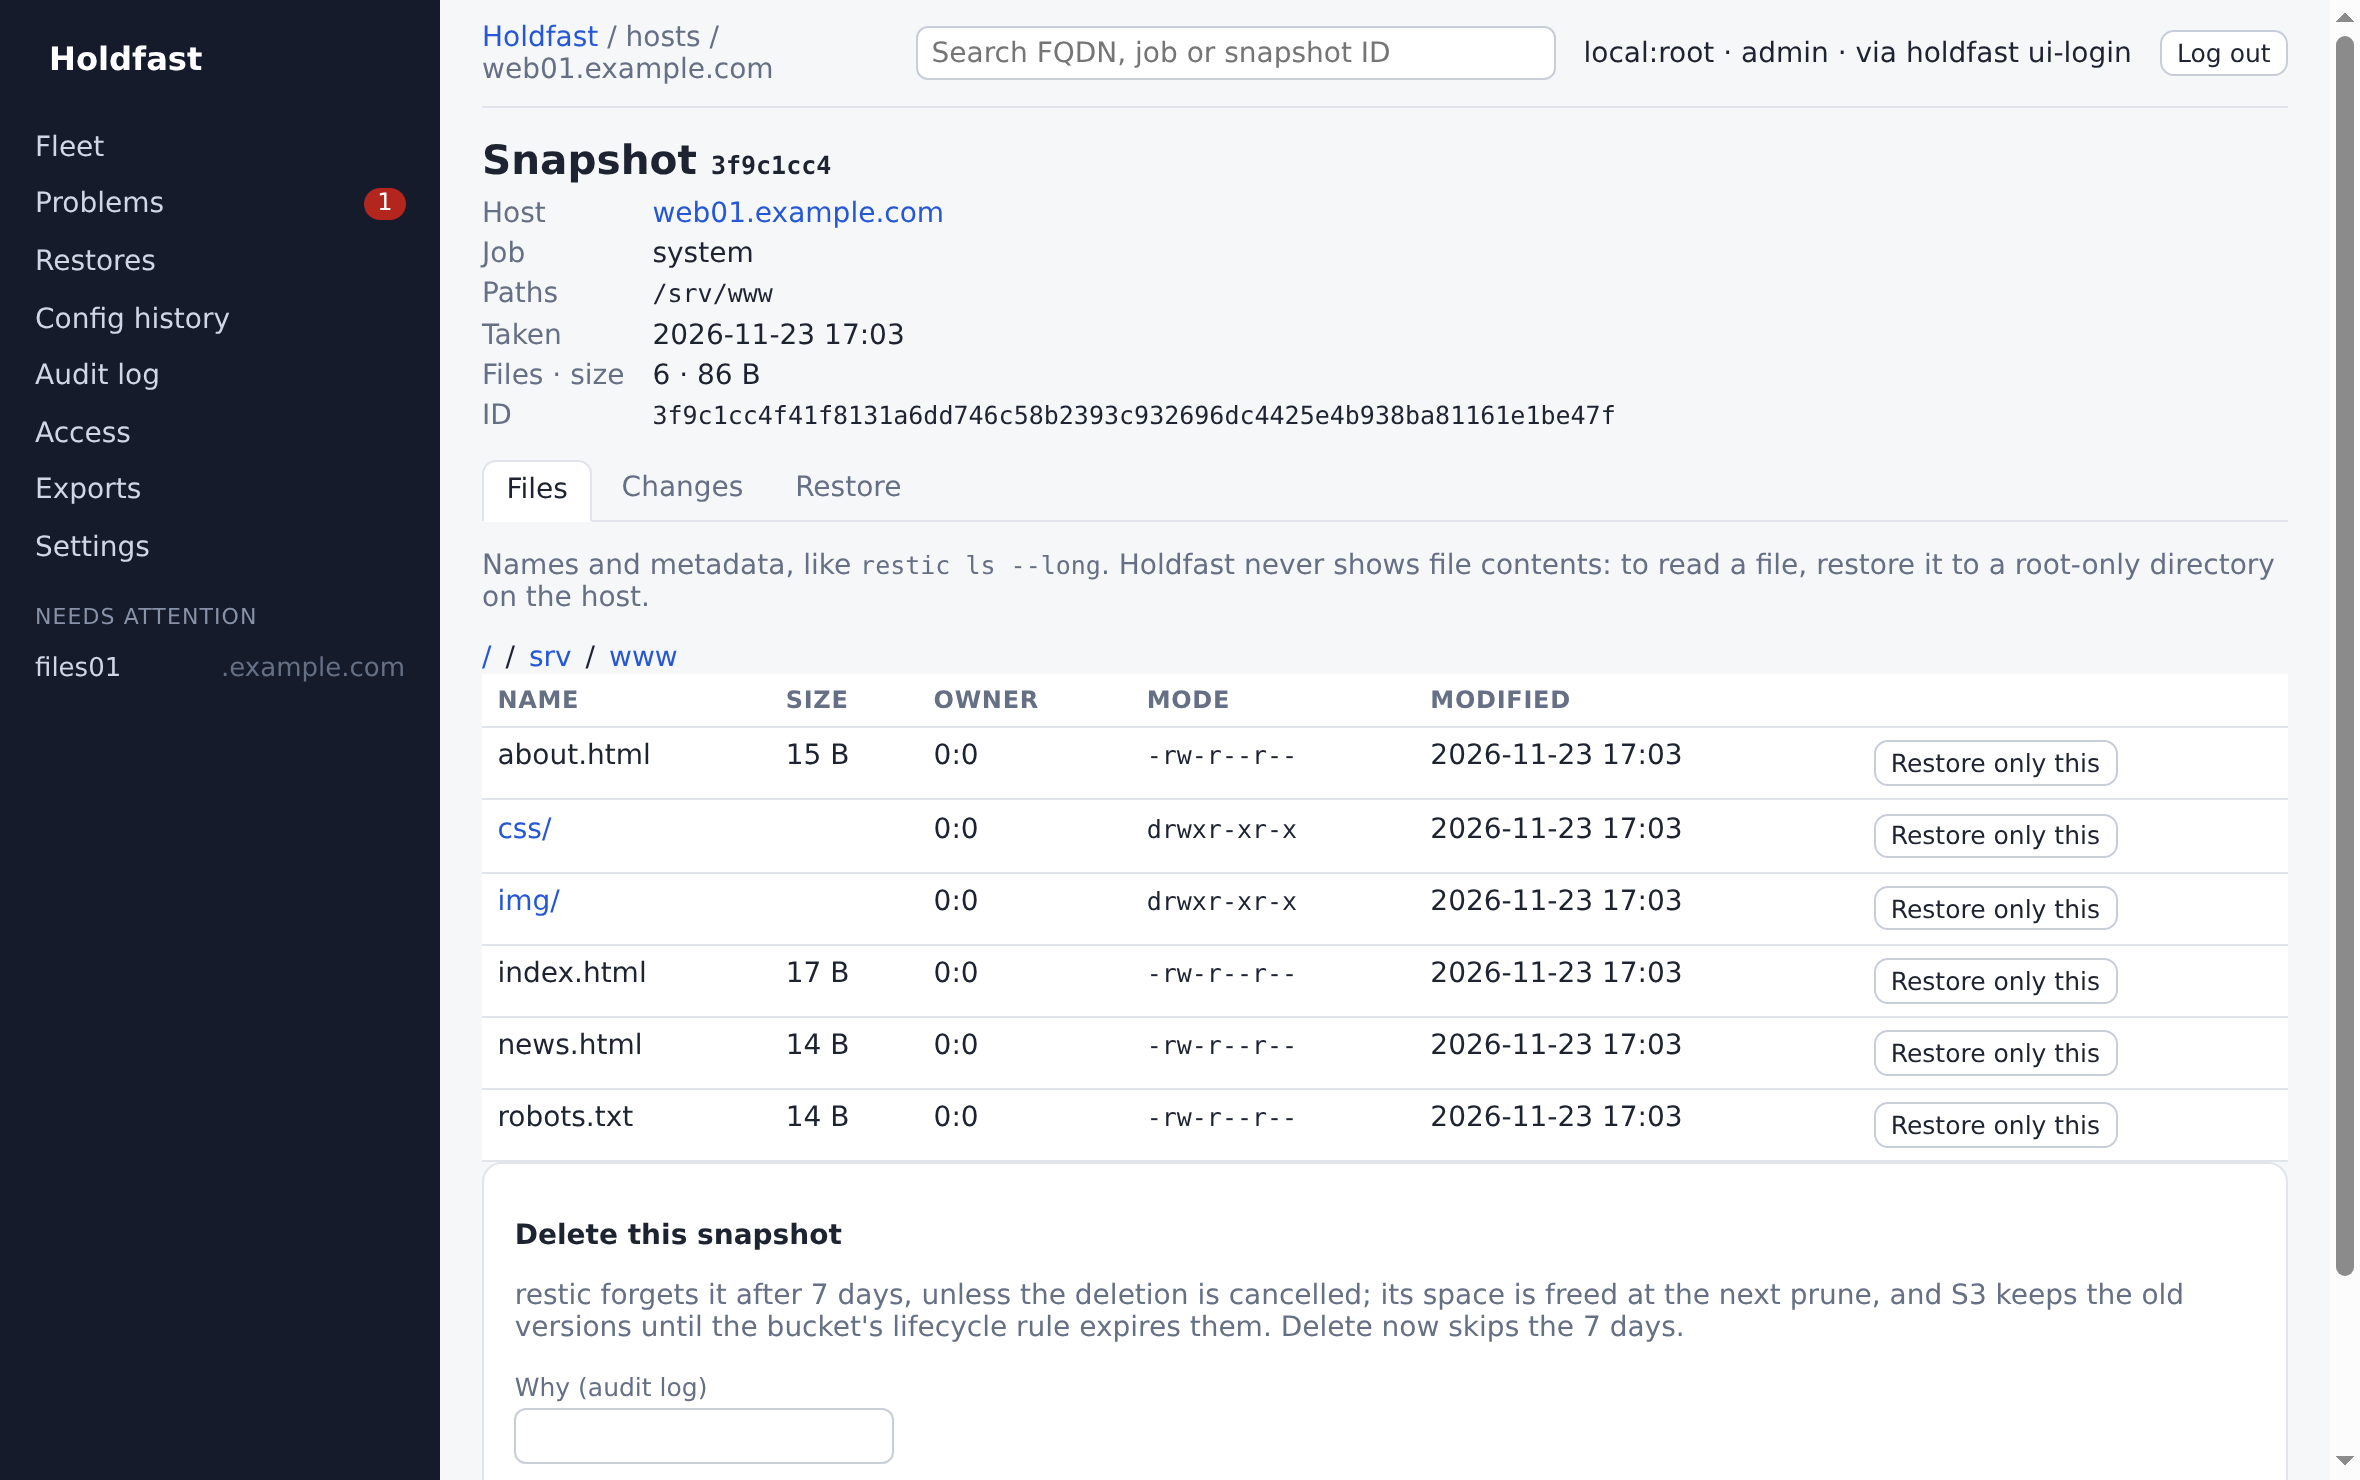 Holdfast
Fleet
Problems 1
Restores
Config history
Audit log
Access
Exports
Settings
NEEDS ATTENTION
files01 .example.com
Holdfast / hosts /
web01.example.com
Search FQDN, job or snapshot ID
local:root · admin · via holdfast ui-login
Log out
Snapshot 3f9c1cc4
Host web01.example.com
Job system
Paths /srv/www
Taken 2026-11-23 17:03
Files · size 6 · 86 B
ID 3f9c1cc4f41f8131a6dd746c58b2393c932696dc4425e4b938ba81161e1be47f
Files Changes Restore
Names and metadata, like restic ls --long. Holdfast never shows file contents: to read a file, restore it to a root-only directory
on the host.
/ / srv / www
NAME SIZE OWNER MODE MODIFIED
about.html 15 B 0:0 -rw-r--r-- 2026-11-23 17:03 Restore only this
css/ 0:0 drwxr-xr-x 2026-11-23 17:03 Restore only this
img/ 0:0 drwxr-xr-x 2026-11-23 17:03 Restore only this
index.html 17 B 0:0 -rw-r--r-- 2026-11-23 17:03 Restore only this
news.html 14 B 0:0 -rw-r--r-- 2026-11-23 17:03 Restore only this
robots.txt 14 B 0:0 -rw-r--r-- 2026-11-23 17:03 Restore only this
Delete this snapshot
restic forgets it after 7 days, unless the deletion is cancelled; its space is freed at the next prune, and S3 keeps the old
versions until the bucket's lifecycle rule expires them. Delete now skips the 7 days.
Why (audit log)